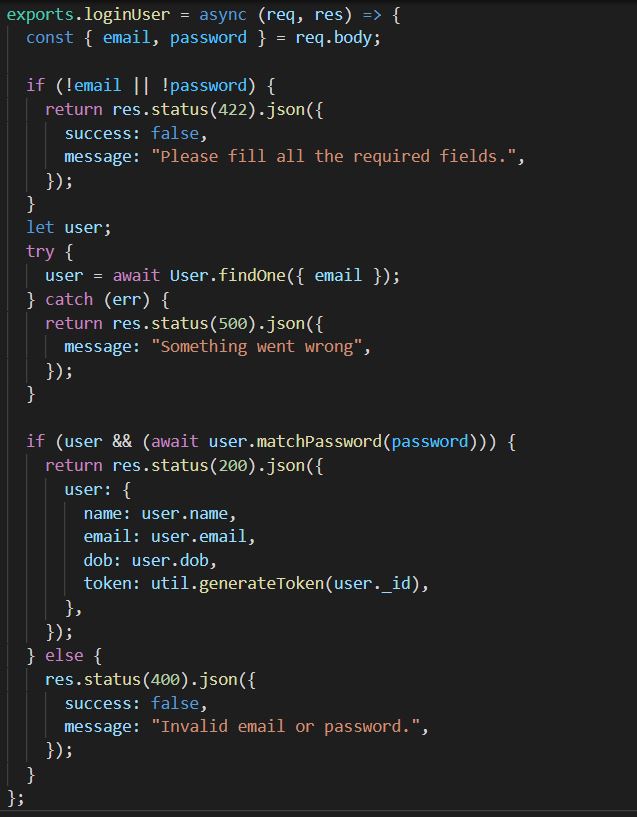 exports.loginUser = async (req, res) => {
  const { email, password } = req.body;

  if (!email || !password) {
    return res.status(422).json({
      success: false,
      message: "Please fill all the required fields.",
    });
  }
  let user;
  try {
    user = await User.findOne({ email });
  } catch (err) {
    return res.status(500).json({
      message: "Something went wrong",
    });
  }

  if (user && (await user.matchPassword(password))) {
    return res.status(200).json({
      user: {
        name: user.name,
        email: user.email,
        dob: user.dob,
        token: util.generateToken(user._id),
      },
    });
  } else {
    res.status(400).json({
      success: false,
      message: "Invalid email or password.",
    });
  }
};